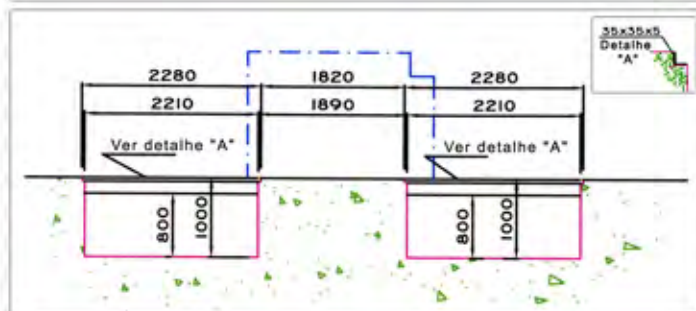 35x35x5
Detalhe
"A"
2280 1820 2280
2210 1890 2210
Ver detalhe "A" Ver detalhe "A"
800 1000 800 1000